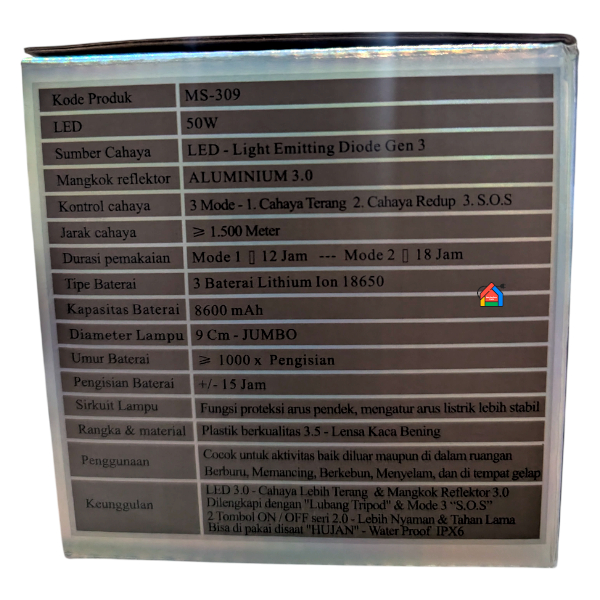 Kode Produk MS-309
LED 50W
Sumber Cahaya LED - Light Emitting Diode Gen 3
Mangkok reflektor ALUMINIUM 3.0
Kontrol cahaya 3 Mode - 1. Cahaya Terang 2. Cahaya Redup 3. S.O.S
Jarak cahaya ≥ 1.500 Meter
Durasi pemakaian Mode 1 ▯ 12 Jam --- Mode 2 ▯ 18 Jam
Tipe Baterai 3 Baterai Lithium Ion 18650
Kapasitas Baterai 8600 mAh
Diameter Lampu 9 Cm - JUMBO
Umur Baterai ≥ 1000 x Pengisian
Pengisian Baterai +/- 15 Jam
Sirkuit Lampu Fungsi proteksi arus pendek, mengatur arus listrik lebih stabil
Rangka & material Plastik berkualitas 3.5 - Lensa Kaca Bening
Penggunaan Cocok untuk aktivitas baik diluar maupun di dalam ruangan
Berburu, Memancing, Berkebun, Menyelam, dan di tempat gelap
Keunggulan LED 3.0 - Cahaya Lebih Terang & Mangkok Reflektor 3.0
Dilengkapi dengan "Lubang Tripod" & Mode 3 "S.O.S"
2 Tombol ON / OFF seri 2.0 - Lebih Nyaman & Tahan Lama
Bisa di pakai disaat "HUJAN" - Water Proof IPX6